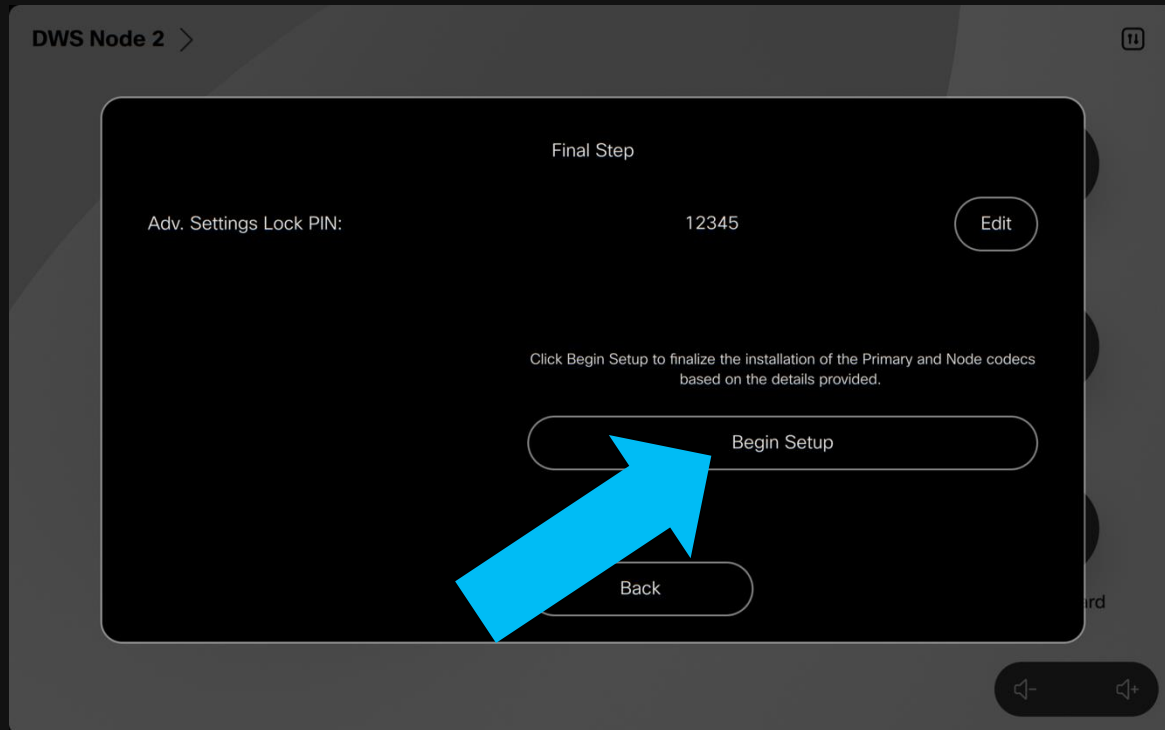 DWS Node 2
Final Step
Adv. Settings Lock PIN: 12345 Edit
Click Begin Setup to finalize the installation of the Primary and Node codecs
based on the details provided.
Begin Setup
Back